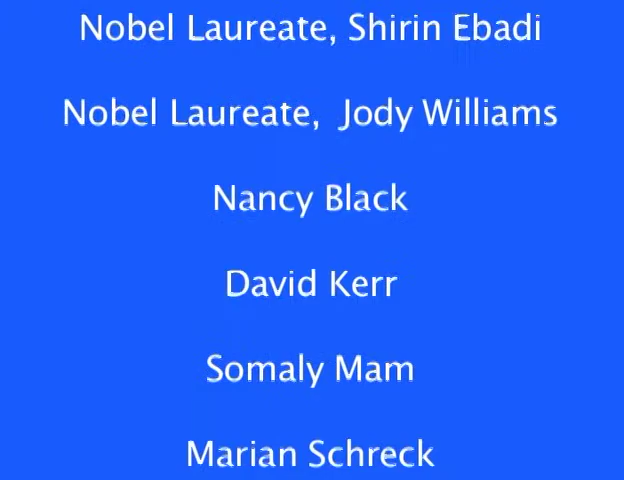 Nobel Laureate, Shirin Ebadi
Nobel Laureate, Jody Williams
Nancy Black
David Kerr
Somaly Mam
Marian Schreck